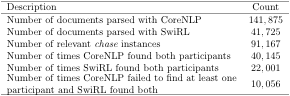 Description Count
Number of documents parsed with CoreNLP 141,875
Number of documents parsed with SwiRL 41,725
Number of relevant chase instances 91,167
Number of times CoreNLP found both participants 40,145
Number of times SwiRL found both participants 22,001
Number of times CoreNLP failed to find at least one
participant and SwiRL found both 10,056